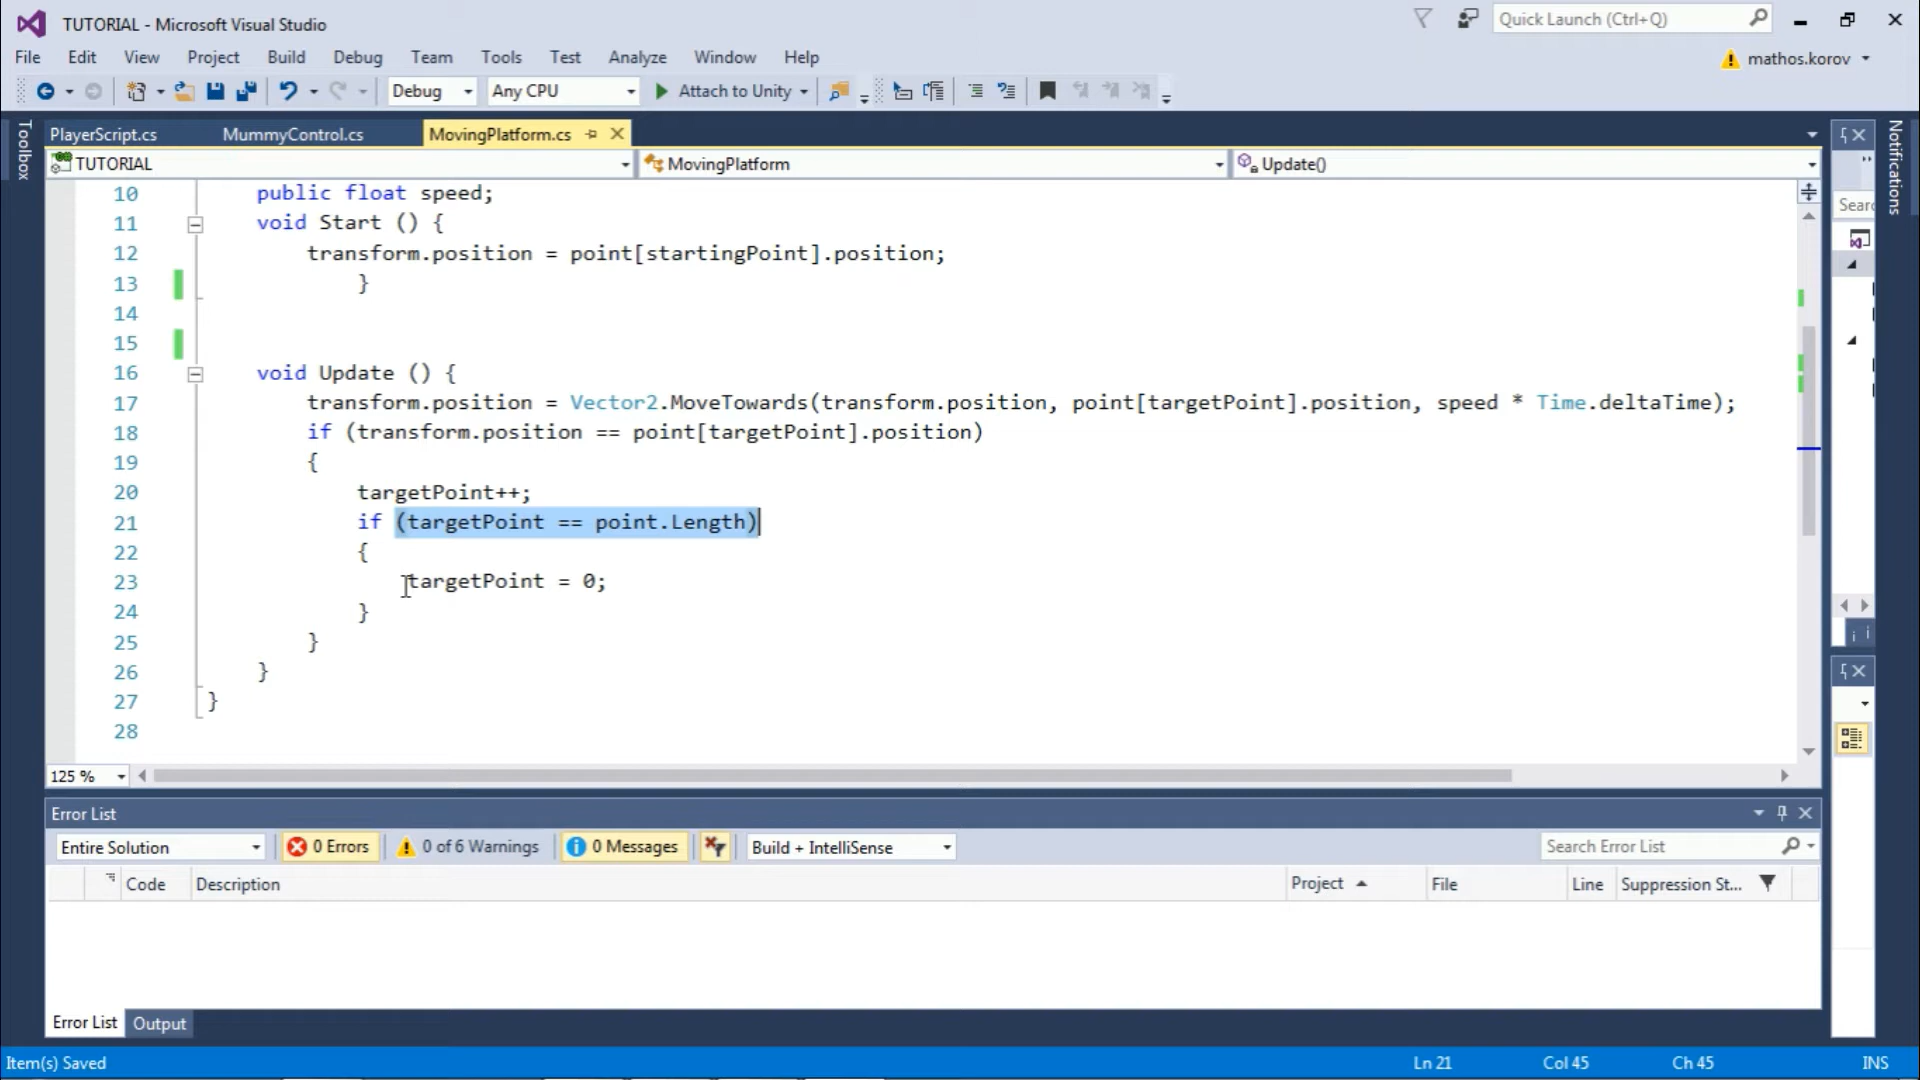 TUTORIAL - Microsoft Visual Studio
Quick Launch (Ctrl+Q)
File Edit View Project Build Debug Team Tools Test Analyze Window Help
mathos.korov
Debug Any CPU Attach to Unity
Toolbox
PlayerScript.cs MummyControl.cs MovingPlatform.cs
Notifications
TUTORIAL MovingPlatform Update()
10 public float speed;
11 void Start () {
12 transform.position = point[startingPoint].position;
13 }
14
15
16 void Update () {
17 transform.position = Vector2.MoveTowards(transform.position, point[targetPoint].position, speed * Time.deltaTime);
18 if (transform.position == point[targetPoint].position)
19 {
20 targetPoint++;
21 if (targetPoint == point.Length)
22 {
23 targetPoint = 0;
24 }
25 }
26 }
27 }
28
Sear
125 %
Error List
Entire Solution 0 Errors 0 of 6 Warnings 0 Messages Build + IntelliSense Search Error List
Code Description Project File Line Suppression St...
Error List Output
Item(s) Saved Ln 21 Col 45 Ch 45 INS